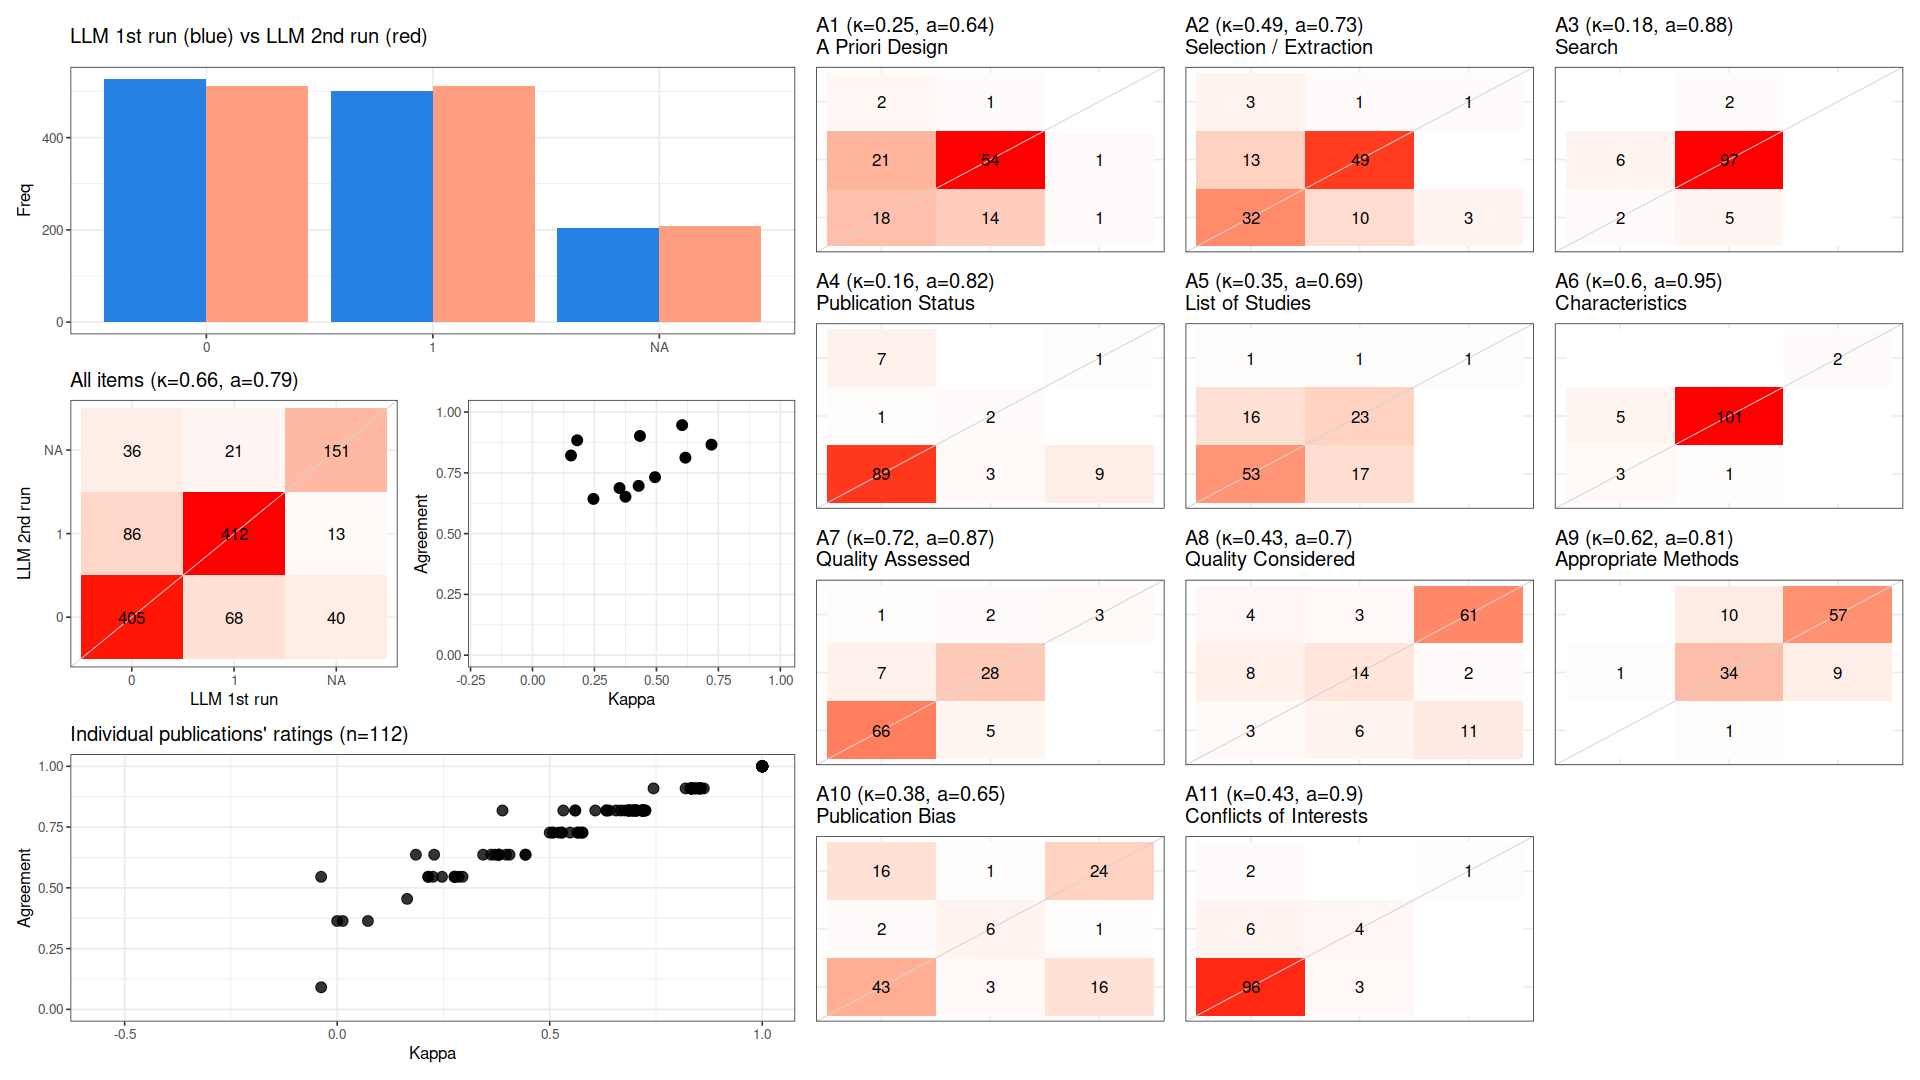 LLM 1st run (blue) vs LLM 2nd run (red)
Freq
400
200
0
0 1 NA
All items (κ=0.66, a=0.79)
LLM 2nd run
NA 36 21 151
1 86 412 13
0 405 68 40
0 1 NA
LLM 1st run
Agreement
1.00
0.75
0.50
0.25
0.00
-0.25 0.00 0.25 0.50 0.75 1.00
Kappa
Individual publications' ratings (n=112)
Agreement
1.00
0.75
0.50
0.25
0.00
-0.5 0.0 0.5 1.0
Kappa
A1 (κ=0.25, a=0.64)
A Priori Design
2 1
21 54 1
18 14 1
A2 (κ=0.49, a=0.73)
Selection / Extraction
3 1 1
13 49
32 10 3
A3 (κ=0.18, a=0.88)
Search
2
6 97
2 5
A4 (κ=0.16, a=0.82)
Publication Status
7 1
1 2
89 3 9
A5 (κ=0.35, a=0.69)
List of Studies
1 1 1
16 23
53 17
A6 (κ=0.6, a=0.95)
Characteristics
2
5 101
3 1
A7 (κ=0.72, a=0.87)
Quality Assessed
1 2 3
7 28
66 5
A8 (κ=0.43, a=0.7)
Quality Considered
4 3 61
8 14 2
3 6 11
A9 (κ=0.62, a=0.81)
Appropriate Methods
10 57
1 34 9
1
A10 (κ=0.38, a=0.65)
Publication Bias
16 1 24
2 6 1
43 3 16
A11 (κ=0.43, a=0.9)
Conflicts of Interests
2 1
6 4
96 3